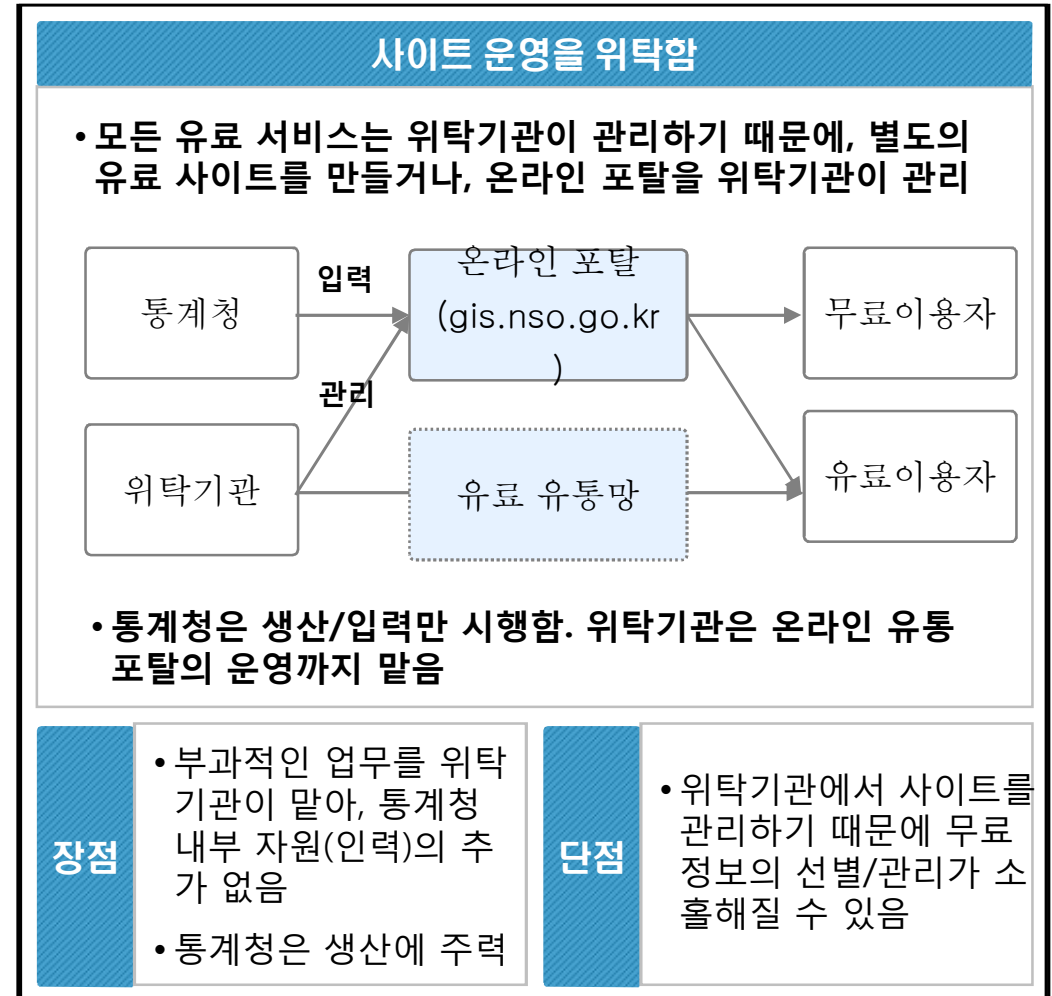 사이트 운영을 위탁함
• 모든 유료 서비스는 위탁기관이 관리하기 때문에, 별도의
유료 사이트를 만들거나, 온라인 포탈을 위탁기관이 관리
통계청
입력
온라인 포탈
(gis.nso.go.kr
)
무료이용자
관리
위탁기관
유료 유통망
유료이용자
• 통계청은 생산/입력만 시행함. 위탁기관은 온라인 유통
포탈의 운영까지 맡음
장점
• 부과적인 업무를 위탁
기관이 맡아, 통계청
내부 자원(인력)의 추
가 없음
• 통계청은 생산에 주력
단점
• 위탁기관에서 사이트를
관리하기 때문에 무료
정보의 선별/관리가 소
홀해질 수 있음